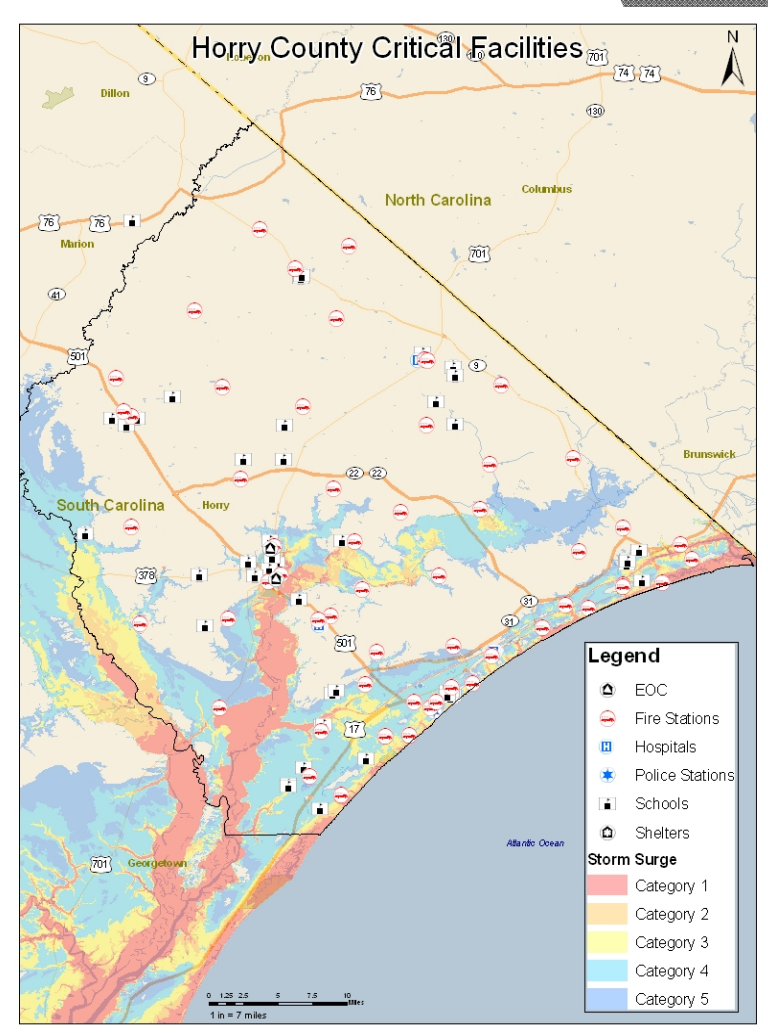 Horry County Critical Facilities
N
130
701
74
74
9
76
Dillon
130
North Carolina
Columbus
76
76
Marion
701
41
501
9
Brunswick
22
22
South Carolina
Horry
378
31
31
501
17
Legend
EOC
Fire Stations
H
Hospitals
Police Stations
Schools
Shelters
Storm Surge
Category 1
Category 2
Category 3
Category 4
Category 5
Atlantic Ocean
701
Georgetown
0 1.25 2.5 5 7.5 10
Miles
1 in = 7 miles